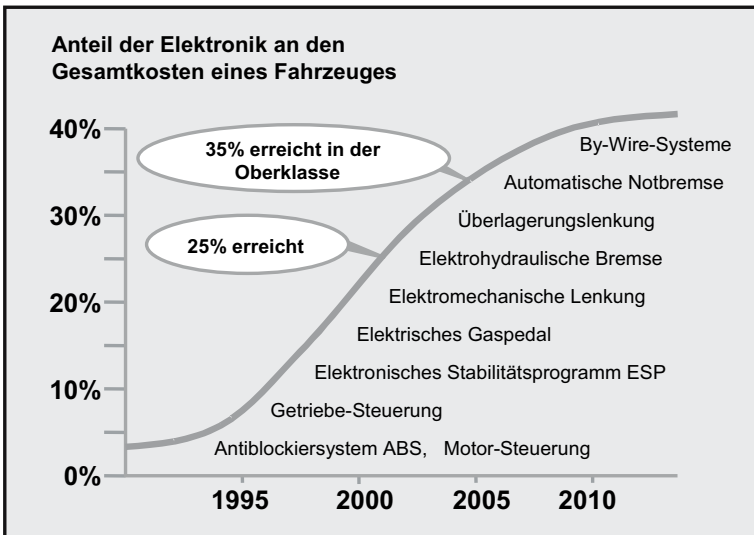 Anteil der Elektronik an den
Gesamtkosten eines Fahrzeuges
40%
35% erreicht in der
Oberklasse
By-Wire-Systeme
Automatische Notbremse
30%
Überlagerungslenkung
25% erreicht
Elektrohydraulische Bremse
20%
Elektromechanische Lenkung
Elektrisches Gaspedal
10%
Elektronisches Stabilitätsprogramm ESP
Getriebe-Steuerung
Antiblockiersystem ABS, Motor-Steuerung
0%
1995 2000 2005 2010